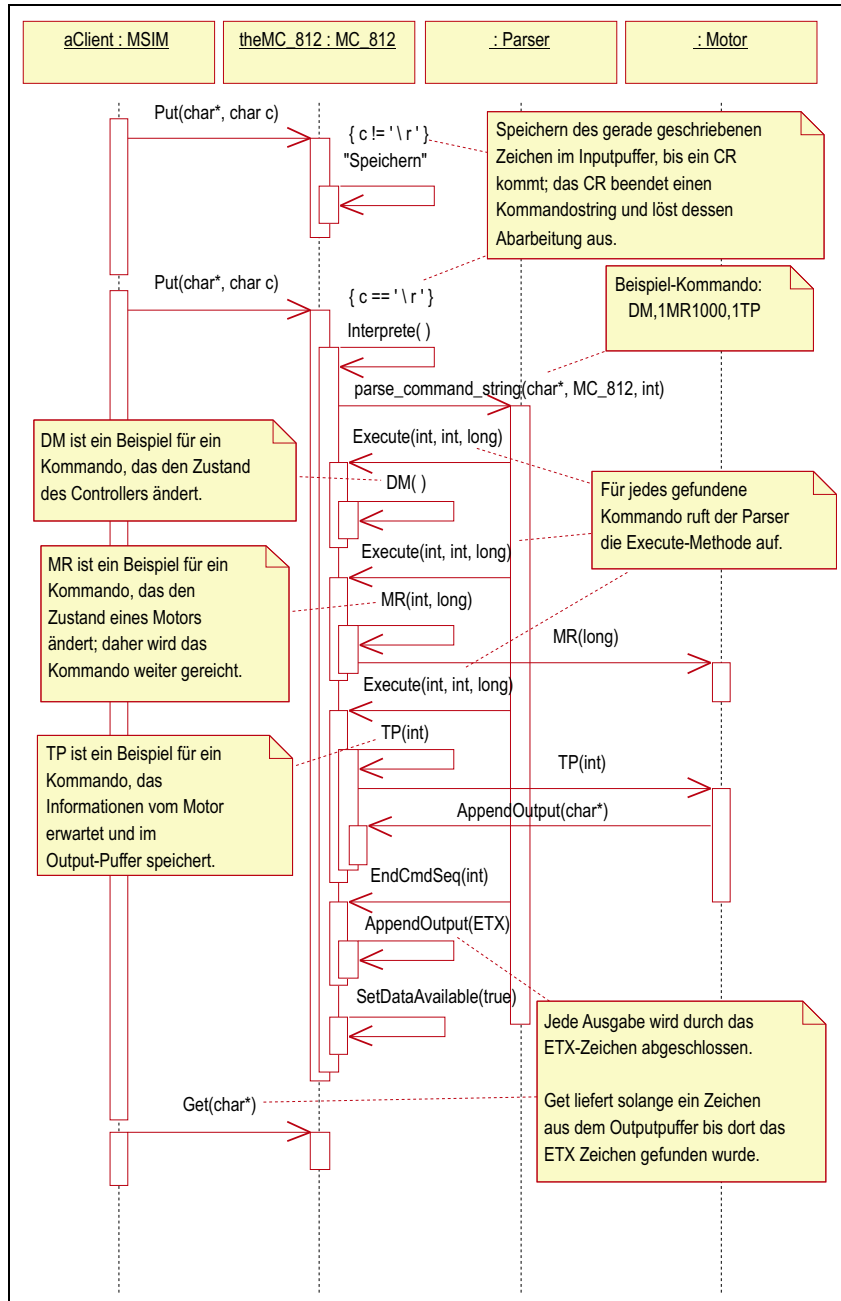 aClient : MSIM
theMC_812 : MC_812
: Parser
: Motor
Put(char*, char c)
{ c != ' \ r ' }
"Speichern"
Speichern des gerade geschriebenen
Zeichen im Inputpuffer, bis ein CR
kommt; das CR beendet einen
Kommandostring und löst dessen
Abarbeitung aus.
Put(char*, char c)
{ c == ' \ r ' }
Beispiel-Kommando:
DM,1MR1000,1TP
Interprete( )
parse_command_string(char*, MC_812, int)
DM ist ein Beispiel für ein
Kommando, das den Zustand
des Controllers ändert.
Execute(int, int, long)
DM( )
Für jedes gefundene
Kommando ruft der Parser
die Execute-Methode auf.
Execute(int, int, long)
MR ist ein Beispiel für ein
Kommando, das den
Zustand eines Motors
ändert; daher wird das
Kommando weiter gereicht.
MR(int, long)
MR(long)
Execute(int, int, long)
TP(int)
TP ist ein Beispiel für ein
Kommando, das
Informationen vom Motor
erwartet und im
Output-Puffer speichert.
TP(int)
AppendOutput(char*)
EndCmdSeq(int)
AppendOutput(ETX)
SetDataAvailable(true)
Jede Ausgabe wird durch das
ETX-Zeichen abgeschlossen.
Get liefert solange ein Zeichen
aus dem Outputpuffer bis dort das
ETX Zeichen gefunden wurde.
Get(char*)